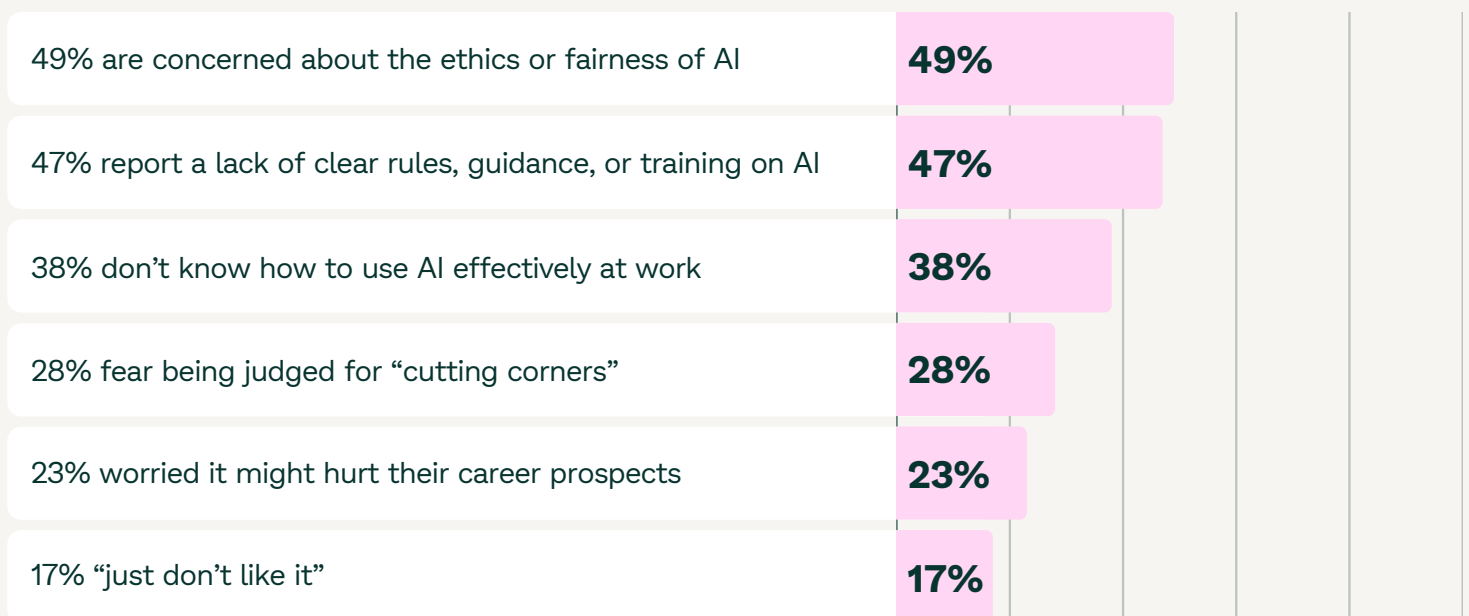 49% are concerned about the ethics or fairness of AI
49%
47% report a lack of clear rules, guidance, or training on AI
47%
38% don’t know how to use AI effectively at work
38%
28% fear being judged for “cutting corners”
28%
23% worried it might hurt their career prospects
23%
17% “just don’t like it”
17%